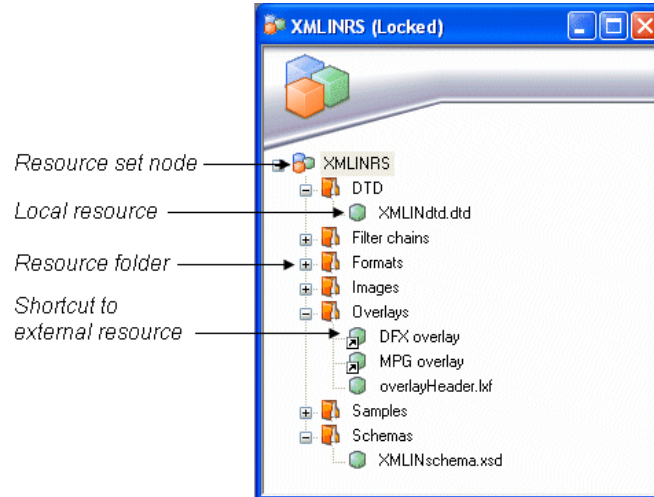 XMLINRS (Locked)
Resource set node
XMLINRS
DTD
Local resource
XMLINdtd.dtd
Filter chains
Resource folder
Formats
Images
Shortcut to
external resource
Overlays
DFX overlay
MPG overlay
overlayHeader.lxf
Samples
Schemas
XMLINschema.xsd